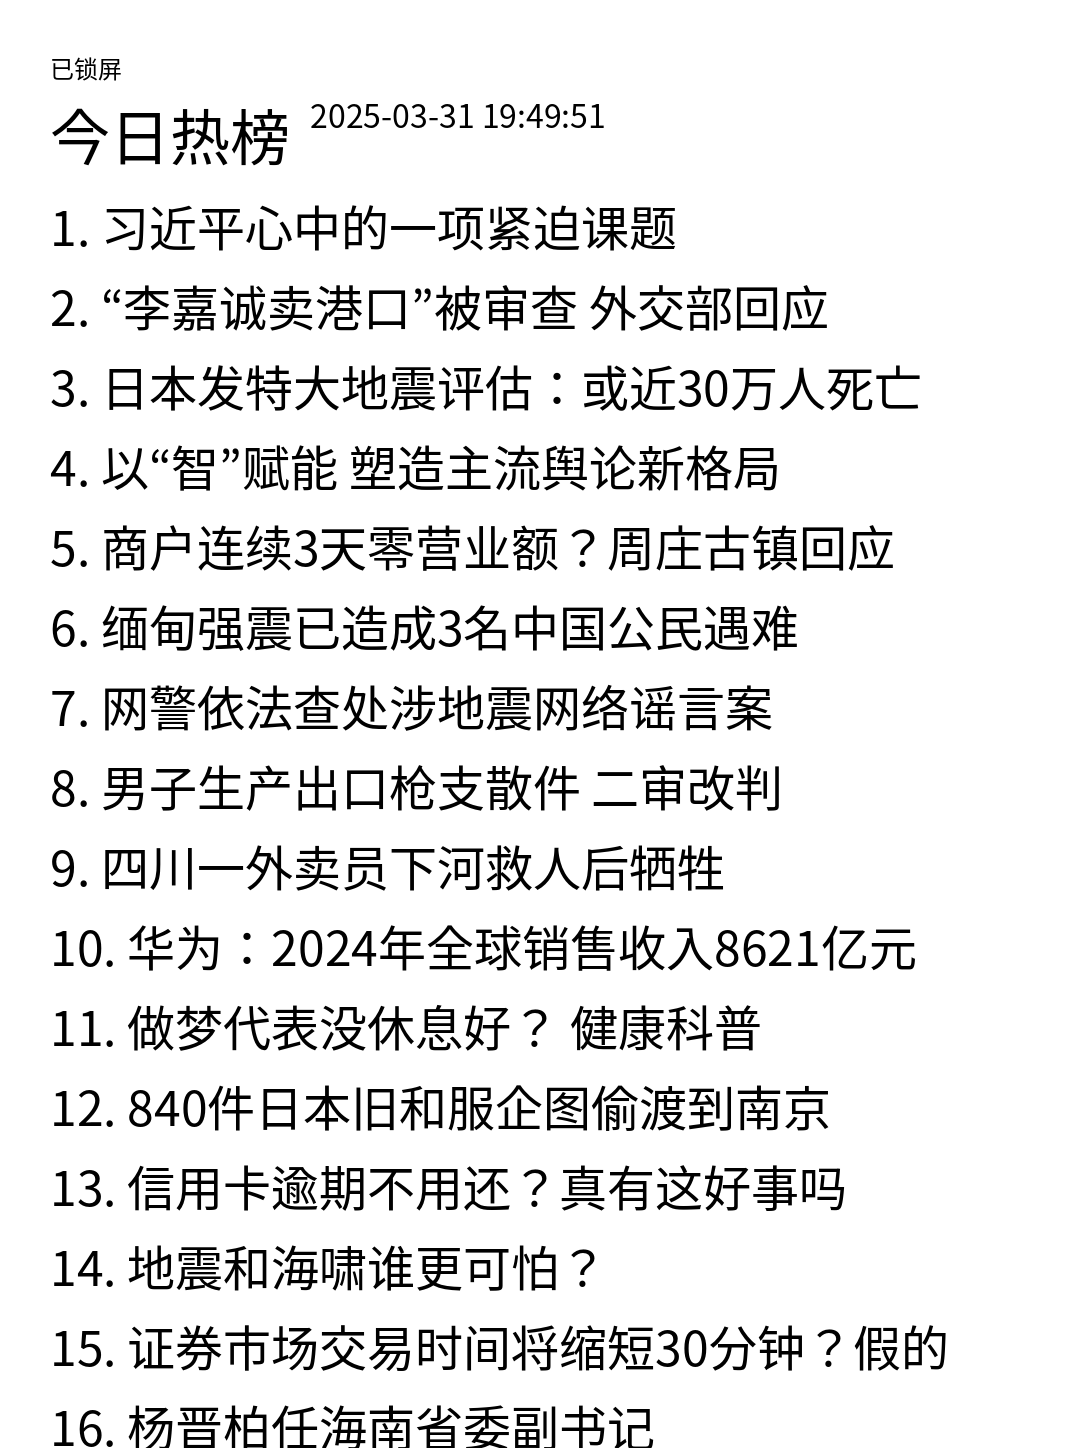 已锁屏
今日热榜 2025-03-31 19:49:51
1. 习近平心中的一项紧迫课题
2. “李嘉诚卖港口”被审查 外交部回应
3. 日本发特大地震评估：或近30万人死亡
4. 以“智”赋能 塑造主流舆论新格局
5. 商户连续3天零营业额？周庄古镇回应
6. 缅甸强震已造成3名中国公民遇难
7. 网警依法查处涉地震网络谣言案
8. 男子生产出口枪支散件 二审改判
9. 四川一外卖员下河救人后牺牲
10. 华为：2024年全球销售收入8621亿元
11. 做梦代表没休息好？ 健康科普
12. 840件日本旧和服企图偷渡到南京
13. 信用卡逾期不用还？真有这好事吗
14. 地震和海啸谁更可怕？
15. 证券市场交易时间将缩短30分钟？假的
16. 杨晋柏任海南省委副书记